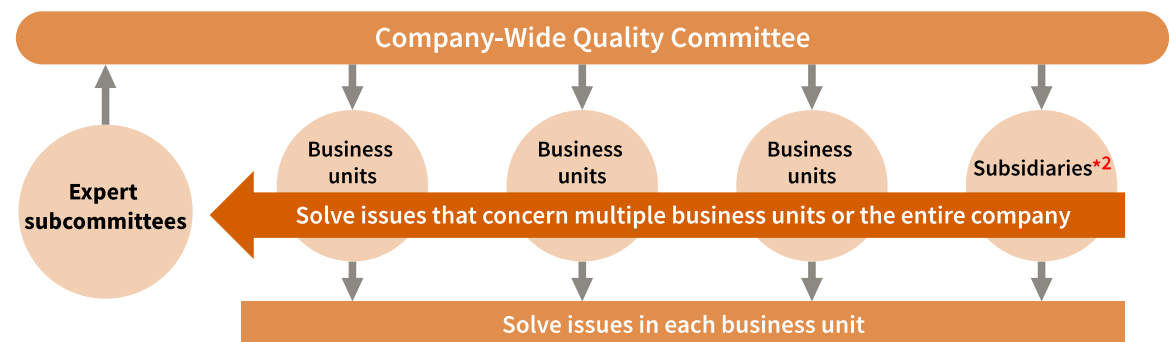 Company-Wide Quality Committee
Expert
subcommittees
Business
units
Business
units
Business
units
Subsidiaries*2
Solve issues that concern multiple business units or the entire company
Solve issues in each business unit